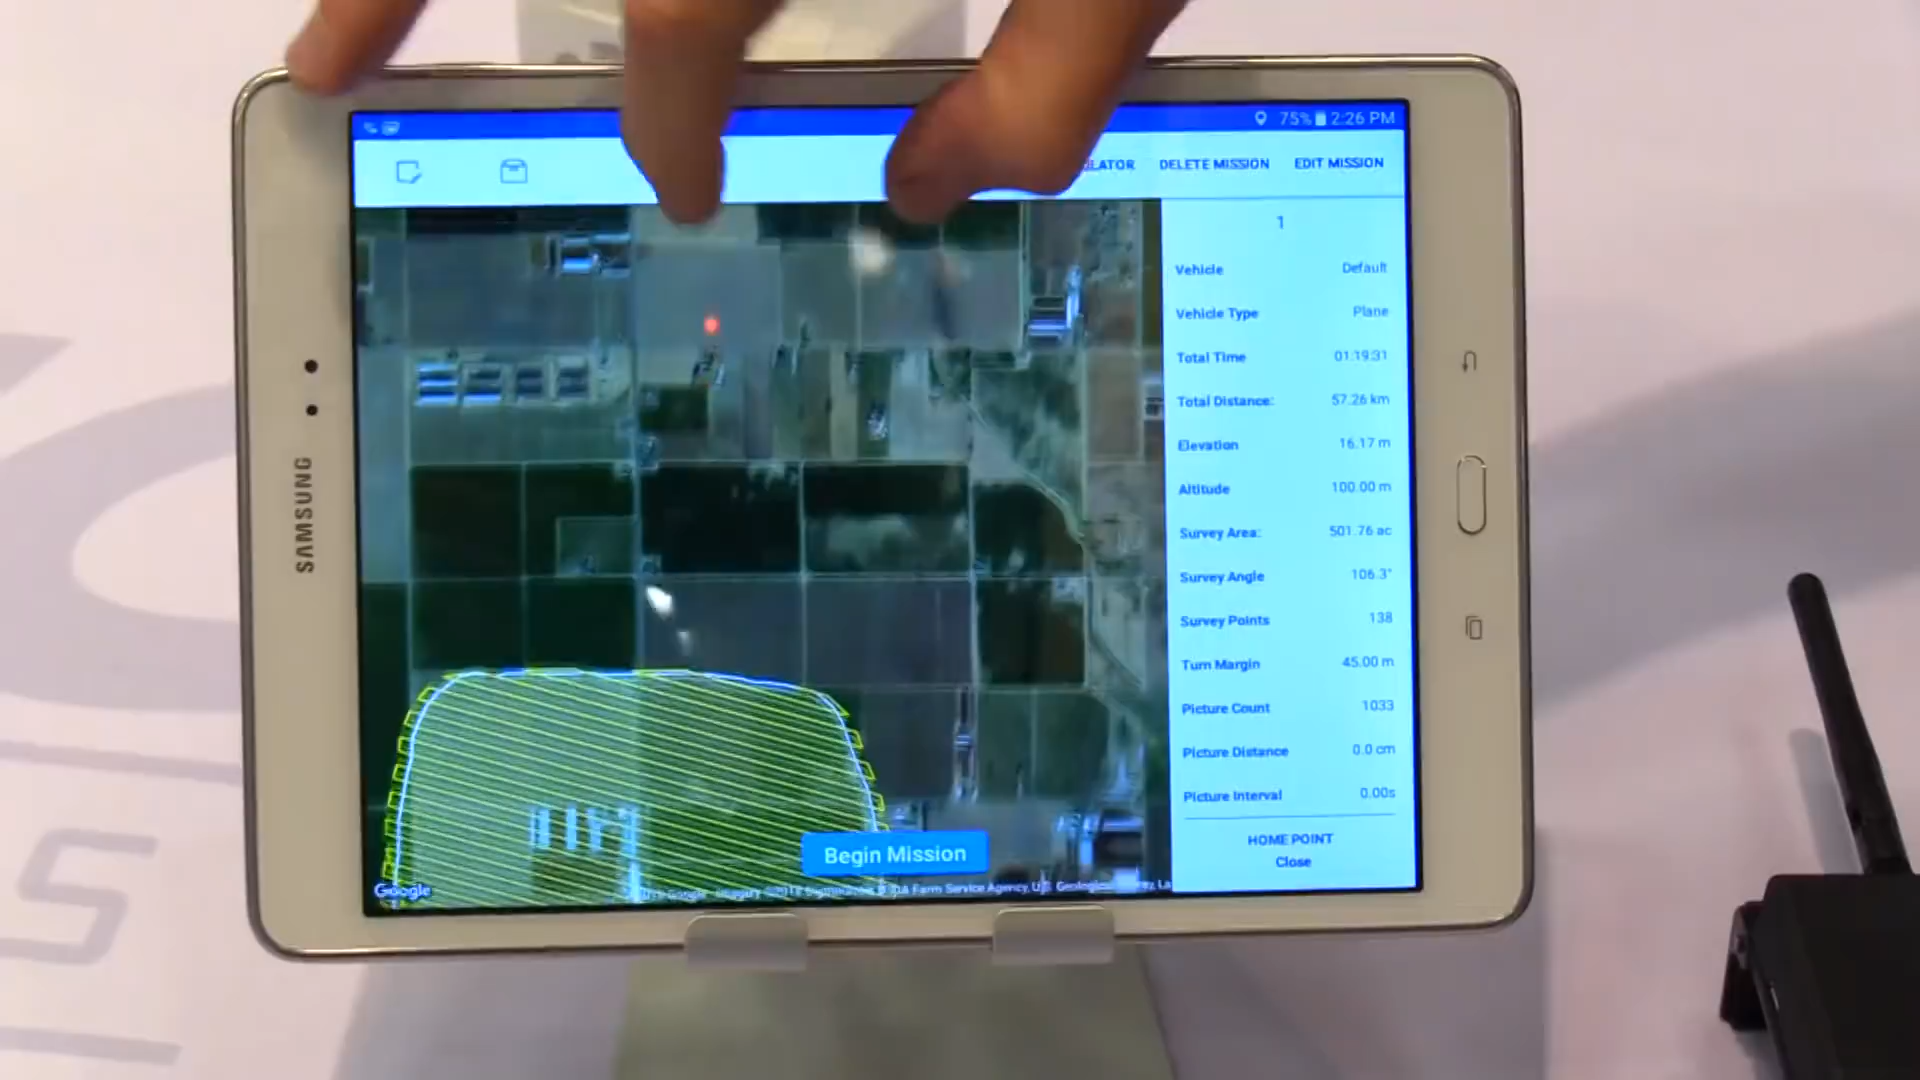 75% 2:26 PM
DELETE MISSION EDIT MISSION
1
Vehicle Default
Vehicle Type Plane
Total Time 01:19:31
Total Distance: 57.26 km
Elevation 16.17 m
Altitude 100.00 m
Survey Area: 501.76 ac
Survey Angle 106.3°
Survey Points 138
Turn Margin 45.00 m
Picture Count 1033
Picture Distance 0.0 cm
Picture Interval 0.00s
HOME POINT
Close
Begin Mission
Google
Farm Service Agency, U.S.
SAMSUNG
S